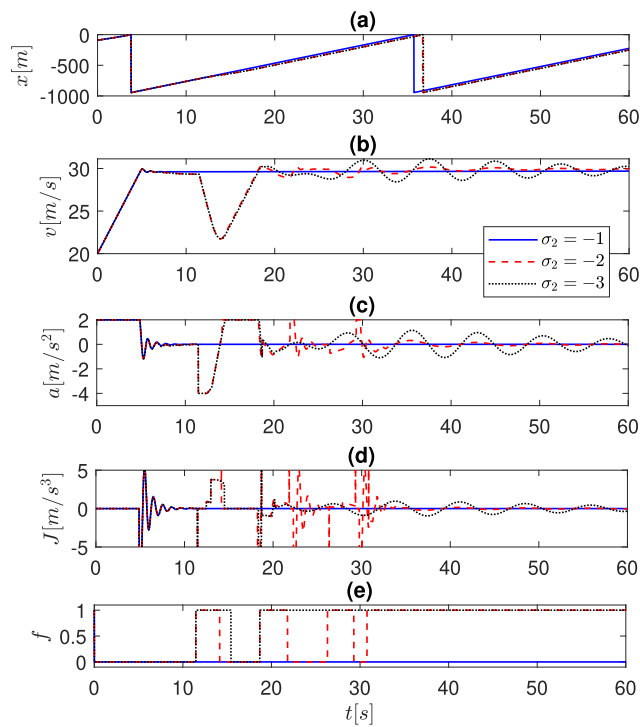 (a)
x[m]
0
-500
-1000
0 10 20 30 40 50 60
(b)
v[m/s]
30
25
20
0 10 20 30 40 50 60
σ₂ = −1
σ₂ = −2
σ₂ = −3
(c)
a[m/s²]
2
0
-2
-4
0 10 20 30 40 50 60
(d)
J[m/s³]
5
0
-5
0 10 20 30 40 50 60
(e)
f
1
0.5
0
0 10 20 30 40 50 60
t[s]